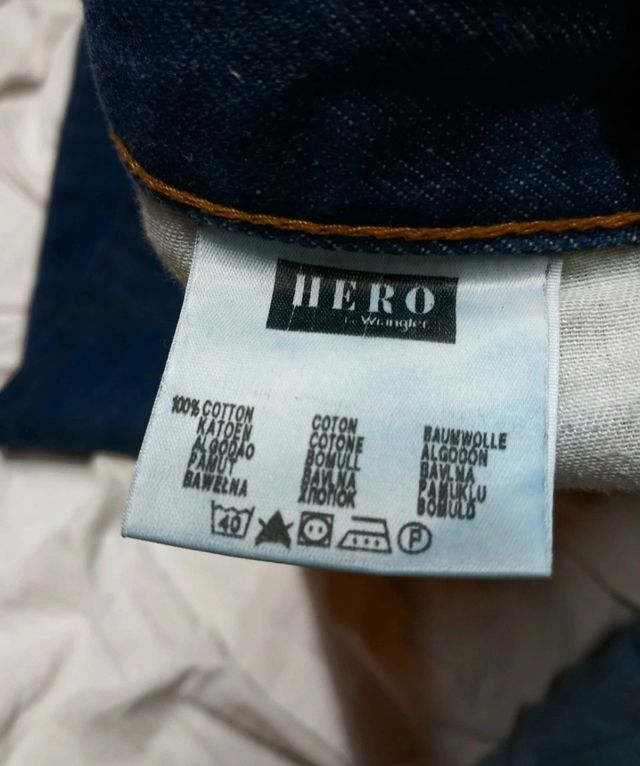 HERO
by Wrangler
100% COTTON
KATOEN
ALGODAO
PAMUT
BAWEŁNA
COTON
COTONE
BOMULL
BAVLNA
ХЛОПОК
BAUMWOLLE
ALGODON
BAVLNA
PAMUKLU
BOMULD
40
P